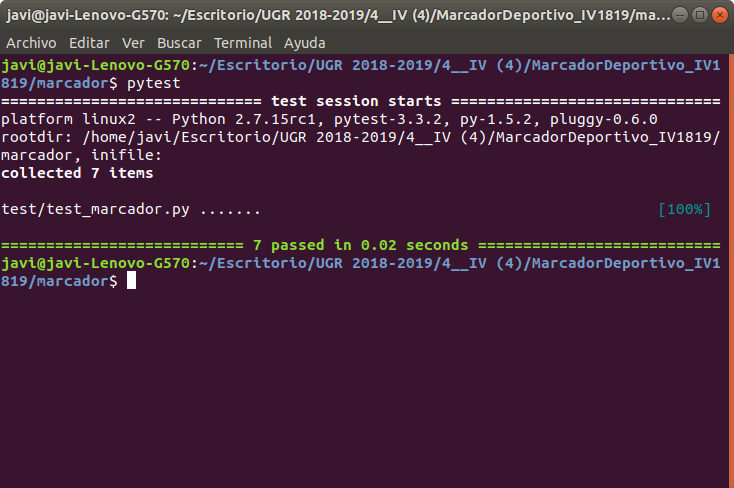 javi@javi-Lenovo-G570: ~/Escritorio/UGR 2018-2019/4__IV (4)/MarcadorDeportivo_IV1819/ma...
Archivo Editar Ver Buscar Terminal Ayuda
javi@javi-Lenovo-G570:~/Escritorio/UGR 2018-2019/4__IV (4)/MarcadorDeportivo_IV1
819/marcador$ pytest
============================= test session starts ==============================
platform linux2 -- Python 2.7.15rc1, pytest-3.3.2, py-1.5.2, pluggy-0.6.0
rootdir: /home/javi/Escritorio/UGR 2018-2019/4__IV (4)/MarcadorDeportivo_IV1819/
marcador, inifile:
collected 7 items
test/test_marcador.py ....... [100%]
=========================== 7 passed in 0.02 seconds ===========================
javi@javi-Lenovo-G570:~/Escritorio/UGR 2018-2019/4__IV (4)/MarcadorDeportivo_IV1
819/marcador$